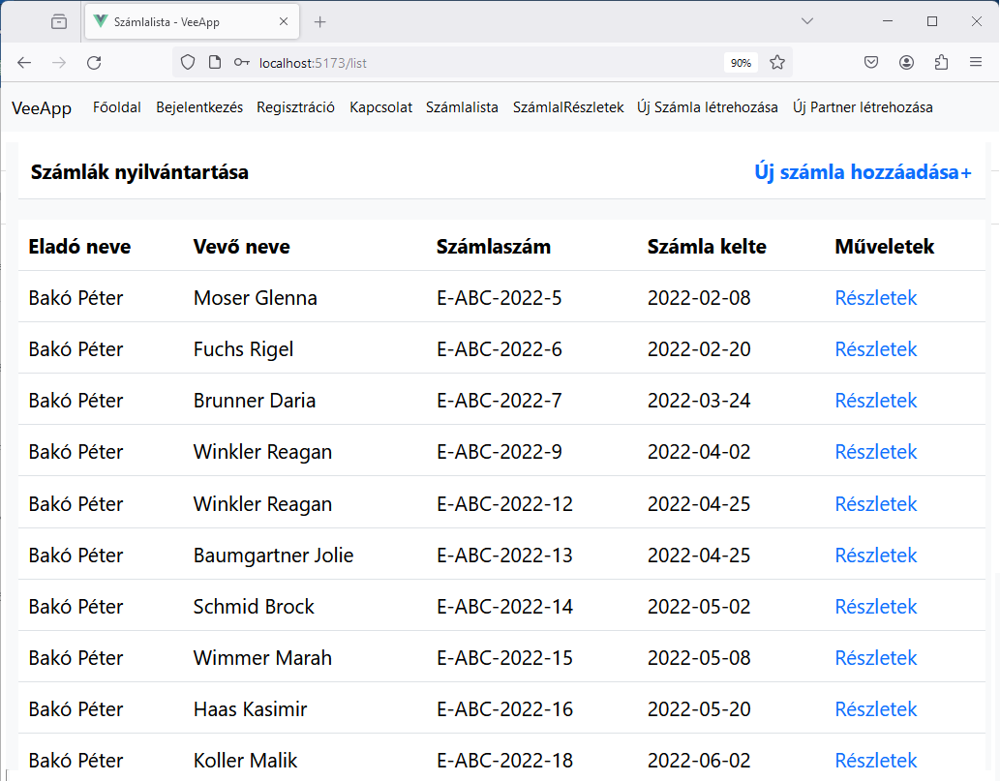 Számlalista - VeeApp
localhost:5173/list 90%
VeeApp Főoldal Bejelentkezés Regisztráció Kapcsolat Számlalista SzámlalRészletek Új Számla létrehozása Új Partner létrehozása
Számlák nyilvántartása Új számla hozzáadása+
Eladó neve Vevő neve Számlaszám Számla kelte Műveletek
Bakó Péter Moser Glenna E-ABC-2022-5 2022-02-08 Részletek
Bakó Péter Fuchs Rigel E-ABC-2022-6 2022-02-20 Részletek
Bakó Péter Brunner Daria E-ABC-2022-7 2022-03-24 Részletek
Bakó Péter Winkler Reagan E-ABC-2022-9 2022-04-02 Részletek
Bakó Péter Winkler Reagan E-ABC-2022-12 2022-04-25 Részletek
Bakó Péter Baumgartner Jolie E-ABC-2022-13 2022-04-25 Részletek
Bakó Péter Schmid Brock E-ABC-2022-14 2022-05-02 Részletek
Bakó Péter Wimmer Marah E-ABC-2022-15 2022-05-08 Részletek
Bakó Péter Haas Kasimir E-ABC-2022-16 2022-05-20 Részletek
Bakó Péter Koller Malik E-ABC-2022-18 2022-06-02 Részletek